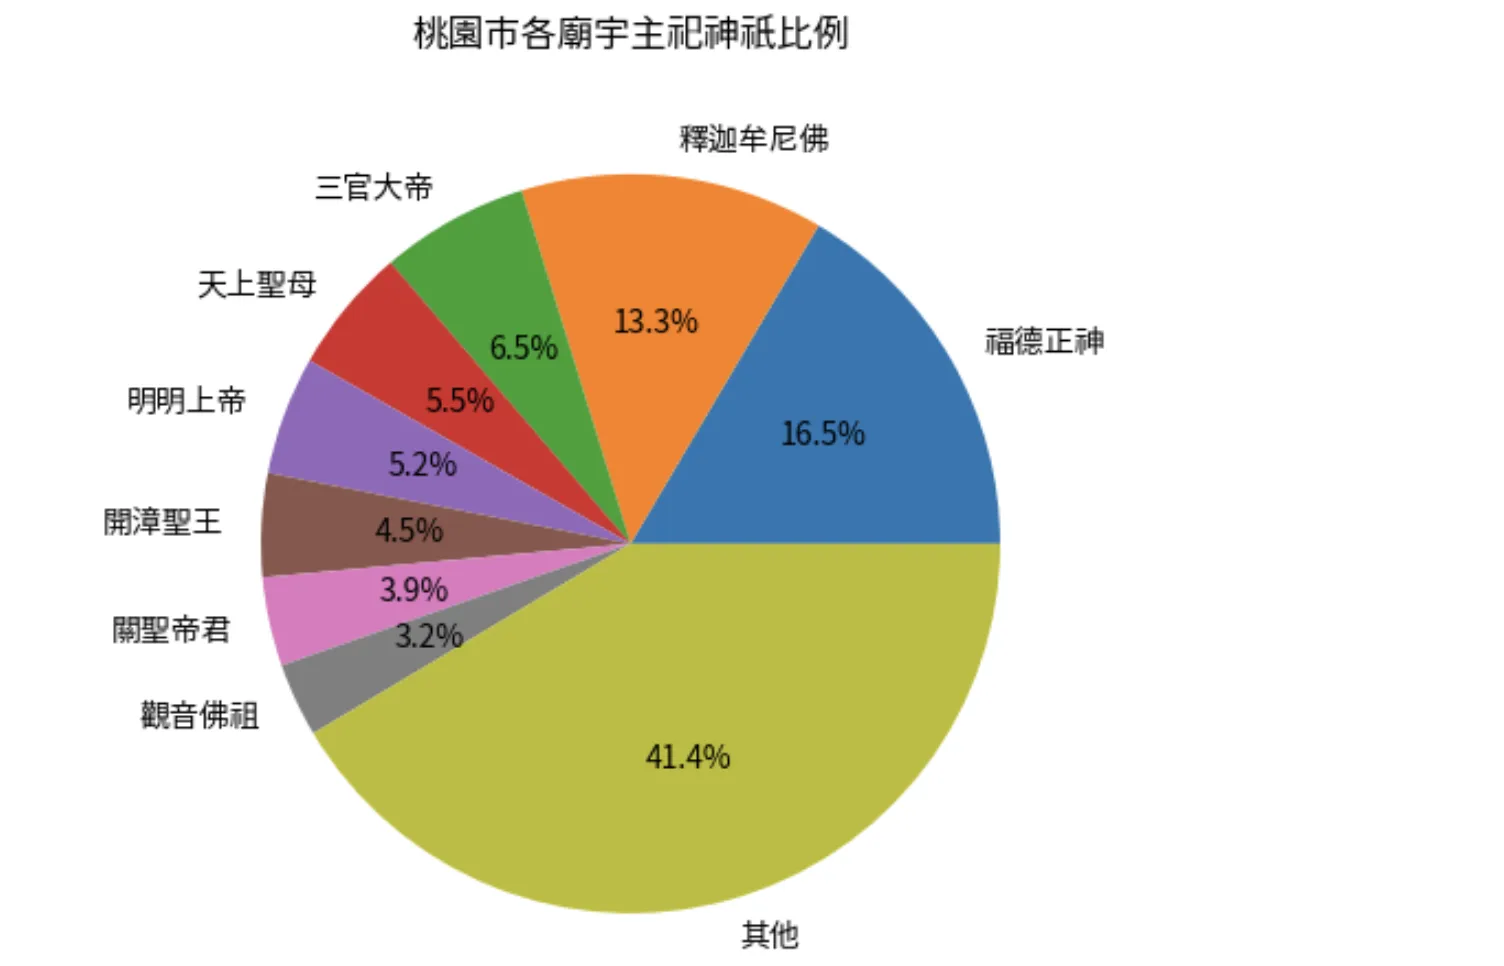 桃園市各廟宇主祀神祇比例
釋迦牟尼佛
三官大帝
天上聖母
福德正神
13.3%
6.5%
明明上帝
5.5%
16.5%
5.2%
開漳聖王
4.5%
3.9%
關聖帝君
3.2%
觀音佛祖
41.4%
其他